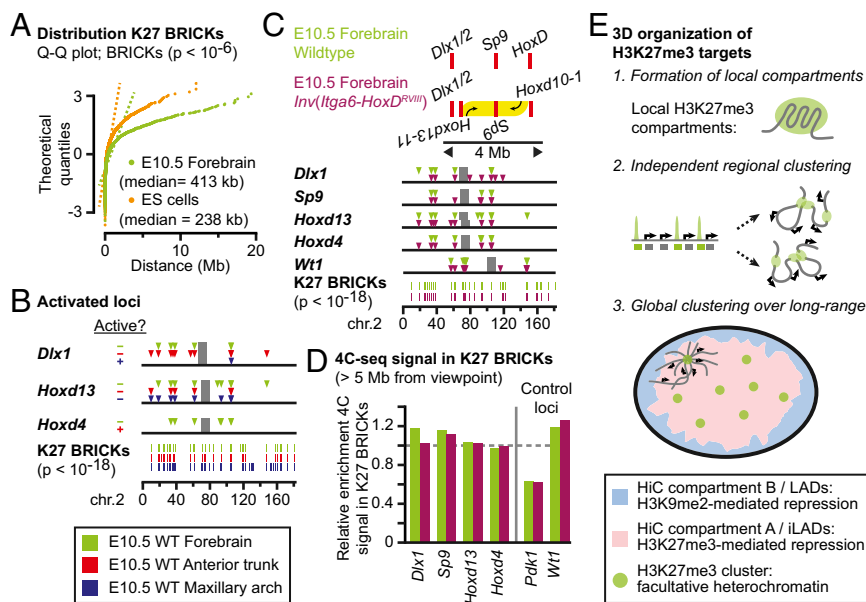 A Distribution K27 BRICKs
Q-Q plot; BRICKs (p < 10⁻⁶)
Theoretical quantiles
3
0
-3
E10.5 Forebrain
(median= 413 kb)
ES cells
(median = 238 kb)
0 5 10 15 20
Distance (Mb)
B Activated loci
Active?
Dlx1
–
–
+
Hoxd13
–
–
–
Hoxd4
–
+
K27 BRICKs
(p < 10⁻¹⁸)
chr.2
0 40 80 120 160
E10.5 WT Forebrain
E10.5 WT Anterior trunk
E10.5 WT Maxillary arch
C
E10.5 Forebrain
Wildtype
Dlx1/2
Sp9
HoxD
E10.5 Forebrain
Inv(Itga6-HoxD^RVIII)
Dlx1/2
Hoxd10-1
Hoxd13-11
Sp9
4 Mb
Dlx1
Sp9
Hoxd13
Hoxd4
Wt1
K27 BRICKs
(p < 10⁻¹⁸)
chr.2
0 40 80 120 160
D 4C-seq signal in K27 BRICKs
(> 5 Mb from viewpoint)
Control
loci
Relative enrichment 4C
signal in K27 BRICKs
1.2
0.8
0.4
0
Dlx1
Sp9
Hoxd13
Hoxd4
Pdk1
Wt1
E 3D organization of
H3K27me3 targets
1. Formation of local compartments
Local H3K27me3
compartments:
2. Independent regional clustering
3. Global clustering over long-range
HiC compartment B / LADs:
H3K9me2-mediated repression
HiC compartment A / iLADs:
H3K27me3-mediated repression
H3K27me3 cluster:
facultative heterochromatin